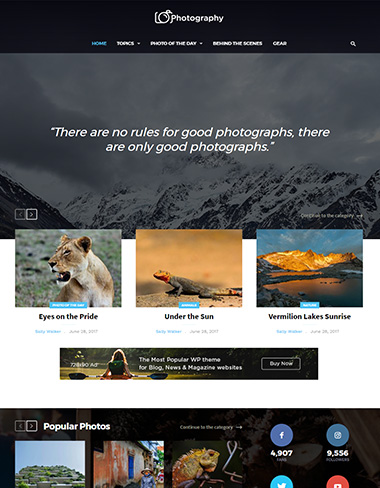 Photography
HOME TOPICS PHOTO OF THE DAY BEHIND THE SCENES GEAR
“There are no rules for good photographs, there
are only good photographs.”
Continue to the category
PHOTO OF THE DAY
Eyes on the Pride
Sally Walker . June 28, 2017
ANIMALS
Under the Sun
Sally Walker . June 28, 2017
NATURE
Vermilion Lakes Sunrise
Sally Walker . June 28, 2017
728x90 Ad
The Most Popular WP theme
for Blog, News & Magazine websites
Buy Now
Popular Photos
Continue to the category
4,907
FANS
9,556
FOLLOWERS